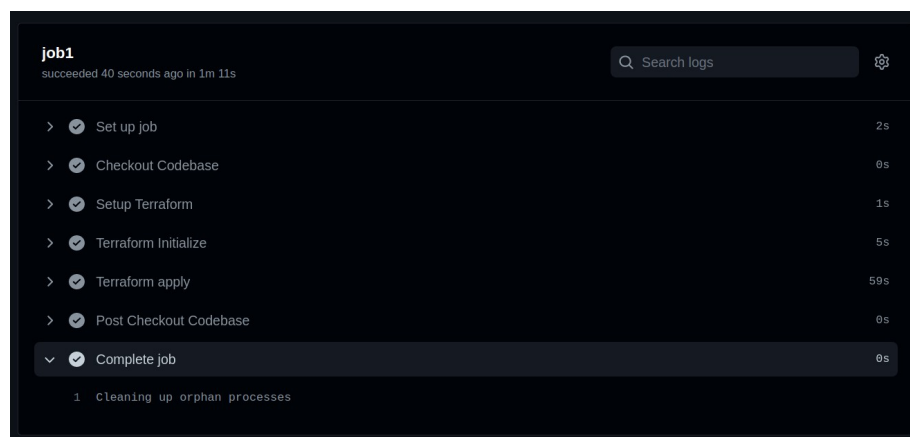 job1
succeeded 40 seconds ago in 1m 11s
Search logs
Set up job 2s
Checkout Codebase 0s
Setup Terraform 1s
Terraform Initialize 5s
Terraform apply 59s
Post Checkout Codebase 0s
Complete job 0s
1 Cleaning up orphan processes